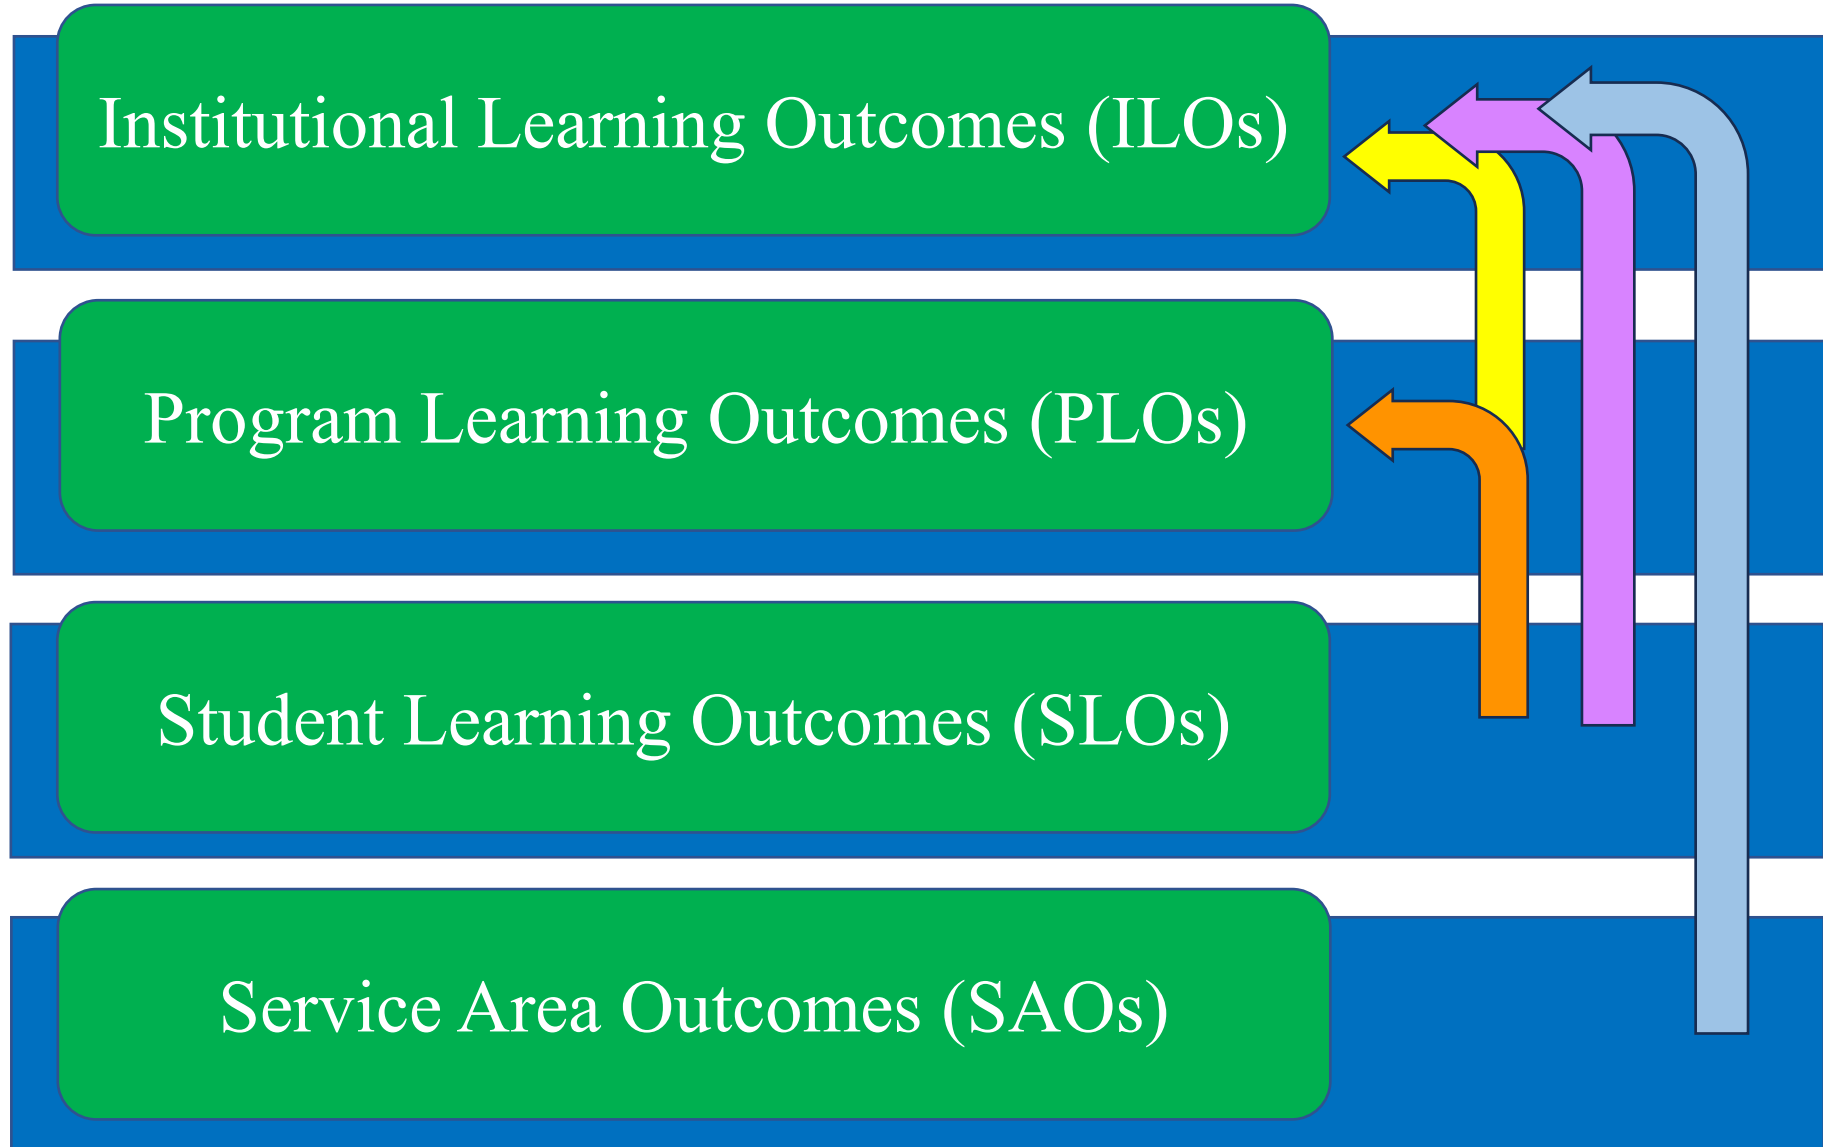 Institutional Learning Outcomes (ILOs)
Program Learning Outcomes (PLOs)
Student Learning Outcomes (SLOs)
Service Area Outcomes (SAOs)